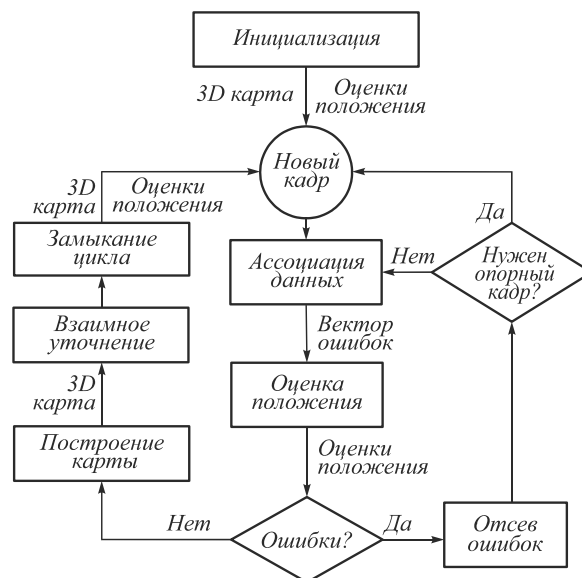 Инициализация
3D карта
Оценки
положения
Новый
кадр
3D
карта
Оценки
положения
Да
Замыкание
цикла
Ассоциация
данных
Нет
Нужен
опорный
кадр?
Взаимное
уточнение
Вектор
ошибок
3D
карта
Оценка
положения
Построение
карты
Оценки
положения
Нет
Ошибки?
Да
Отсев
ошибок